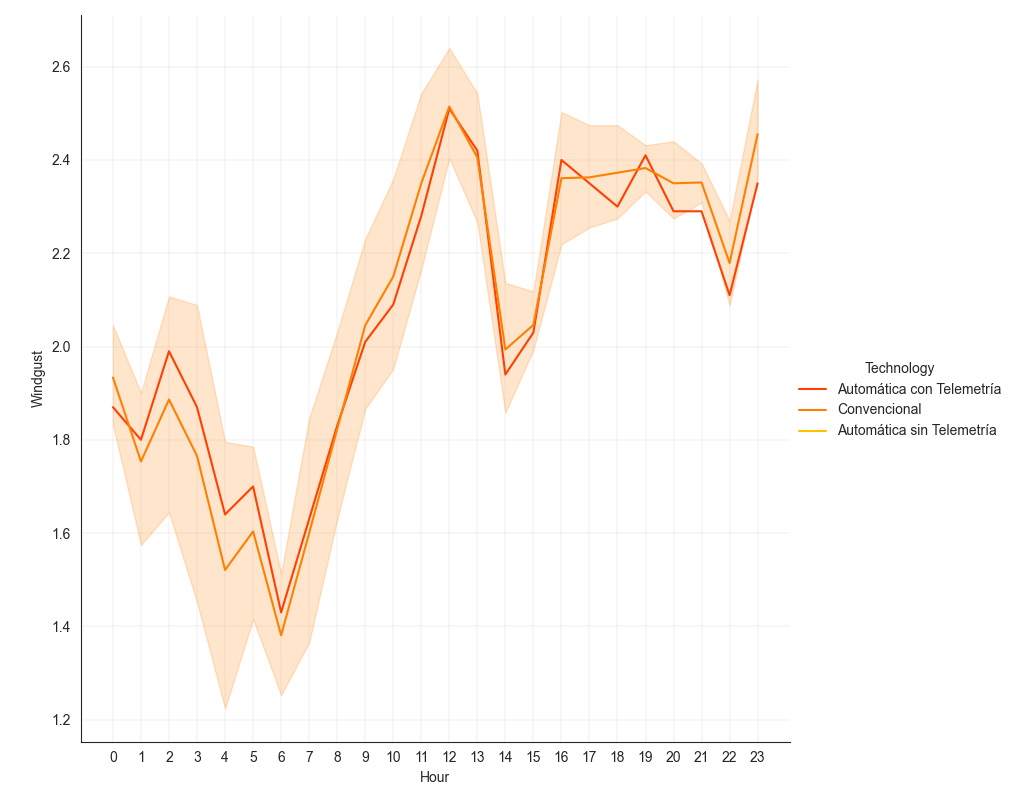 2.6
2.4
2.2
2.0
1.8
1.6
1.4
1.2
Windgust
0 1 2 3 4 5 6 7 8 9 10 11 12 13 14 15 16 17 18 19 20 21 22 23
Hour
Technology
Automática con Telemetría
Convencional
Automática sin Telemetría